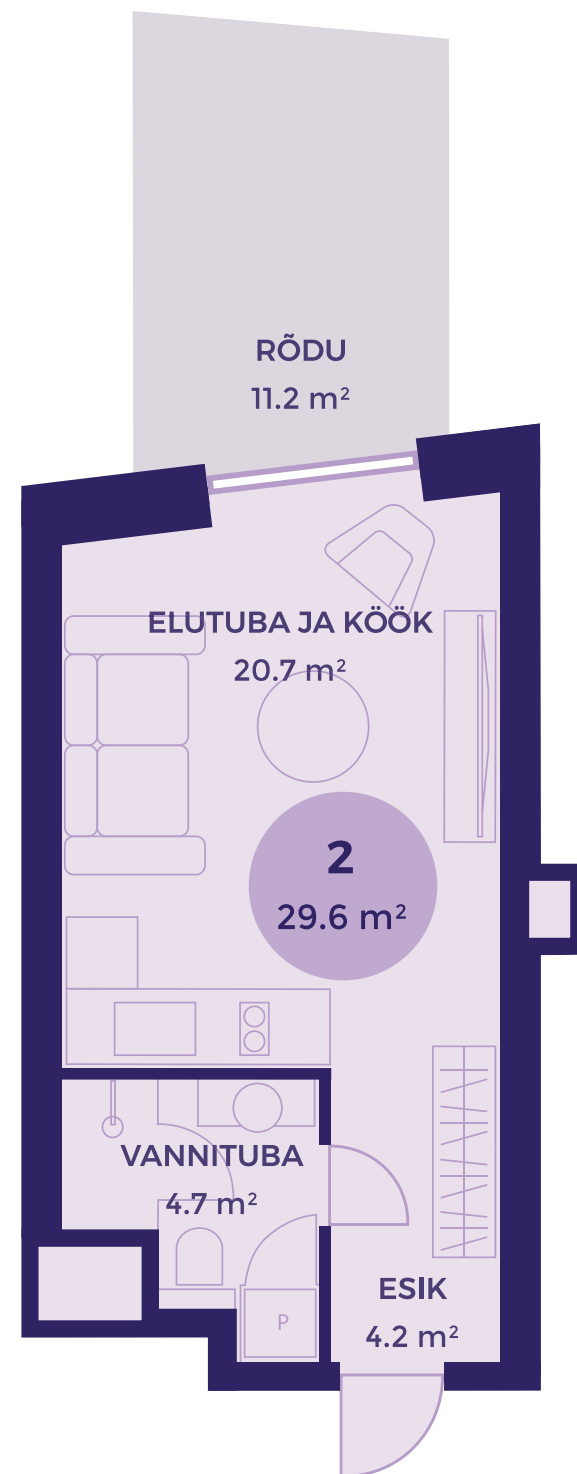 RÕDU
11.2 m²
ELUTUBA JA KÖÖK
20.7 m²
2
29.6 m²
VANNITUBA
4.7 m²
ESIK
4.2 m²
P